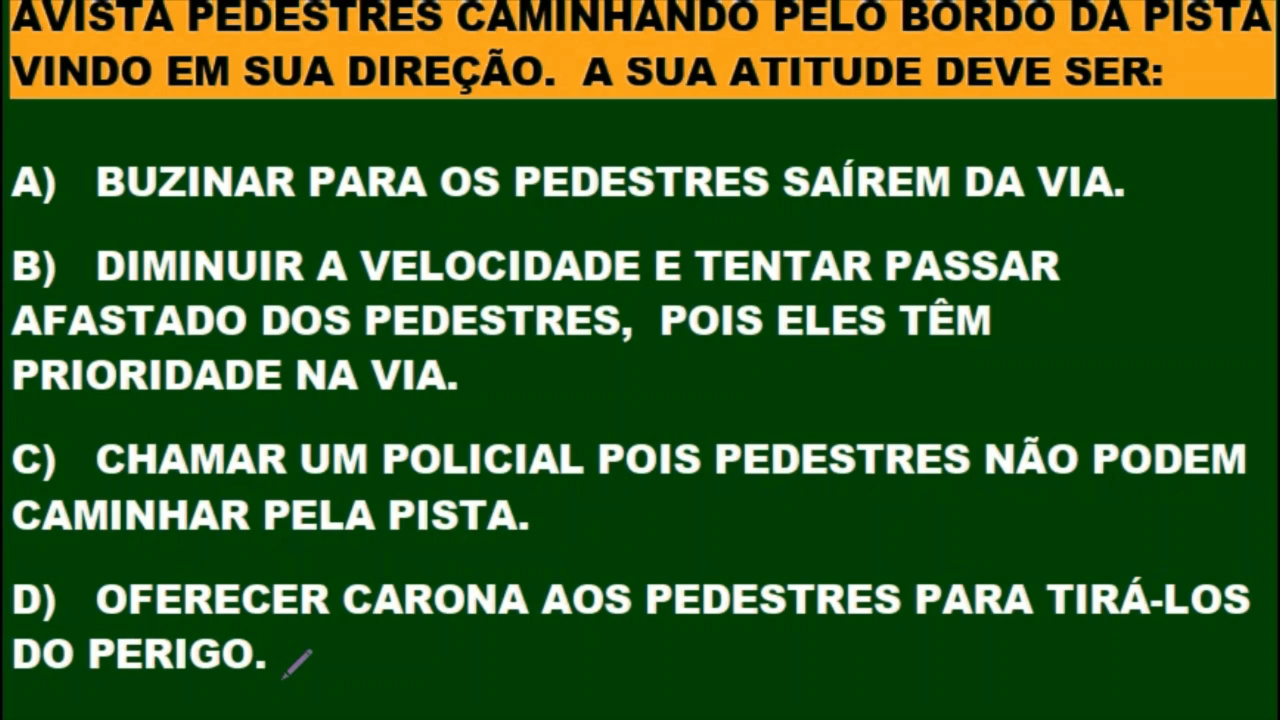 AVISTA PEDESTRES CAMINHANDO PELO BORDO DA PISTA
VINDO EM SUA DIREÇÃO. A SUA ATITUDE DEVE SER:
A) BUZINAR PARA OS PEDESTRES SAÍREM DA VIA.
B) DIMINUIR A VELOCIDADE E TENTAR PASSAR
AFASTADO DOS PEDESTRES, POIS ELES TÊM
PRIORIDADE NA VIA.
C) CHAMAR UM POLICIAL POIS PEDESTRES NÃO PODEM
CAMINHAR PELA PISTA.
D) OFERECER CARONA AOS PEDESTRES PARA TIRÁ-LOS
DO PERIGO.